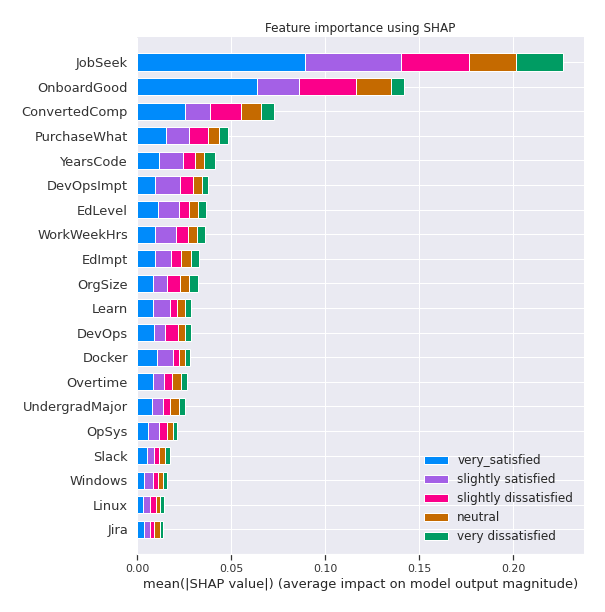 Feature importance using SHAP
JobSeek
OnboardGood
ConvertedComp
PurchaseWhat
YearsCode
DevOpsImpt
EdLevel
WorkWeekHrs
EdImpt
OrgSize
Learn
DevOps
Docker
Overtime
UndergradMajor
OpSys
Slack
Windows
Linux
Jira
very_satisfied
slightly satisfied
slightly dissatisfied
neutral
very dissatisfied
0.00 0.05 0.10 0.15 0.20
mean(|SHAP value|) (average impact on model output magnitude)